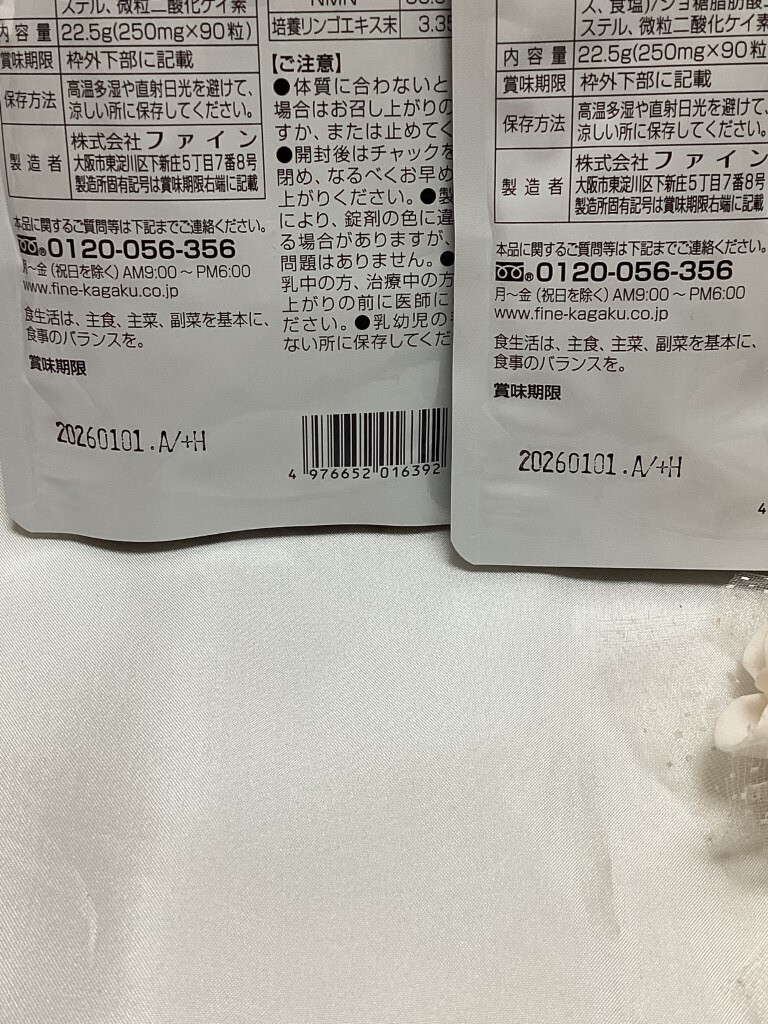 ステル、微粒二酸化ケイ素
内容量 22.5g(250mg×90粒)
賞味期限 枠外下部に記載
保存方法 高温多湿や直射日光を避けて、
涼しい所に保存してください。
製造者 株式会社ファイン
大阪市東淀川区下新庄5丁目7番8号
製造所固有記号は賞味期限右端に記載
本品に関するご質問等は下記までご連絡ください。
0120-056-356
月～金(祝日を除く)AM9:00～PM6:00
www.fine-kagaku.co.jp
食生活は、主食、主菜、副菜を基本に、
食事のバランスを。
賞味期限
20260101.A/+H
NMN
培養リンゴエキス末 3.35
【ご注意】
●体質に合わないと
場合はお召し上がりの
すか、または止めてく
●開封後はチャックを
閉め、なるべくお早め
上がりください。●製
により、錠剤の色に違
る場合がありますが、
問題はありません。●
乳中の方、治療中の方
上がりの前に医師に
ださい。●乳幼児の
ない所に保存してくだ
4 976652 016392
ス、食塩)/ショ糖脂肪酸エ
ステル、微粒二酸化ケイ素
内容量 22.5g(250mg×90粒
賞味期限 枠外下部に記載
保存方法 高温多湿や直射日光を避けて、
涼しい所に保存してください。
製造者 株式会社ファイン
大阪市東淀川区下新庄5丁目7番8号
製造所固有記号は賞味期限右端に記載
本品に関するご質問等は下記までご連絡ください。
0120-056-356
月～金(祝日を除く)AM9:00～PM6:00
www.fine-kagaku.co.jp
食生活は、主食、主菜、副菜を基本に、
食事のバランスを。
賞味期限
20260101.A/+H
4